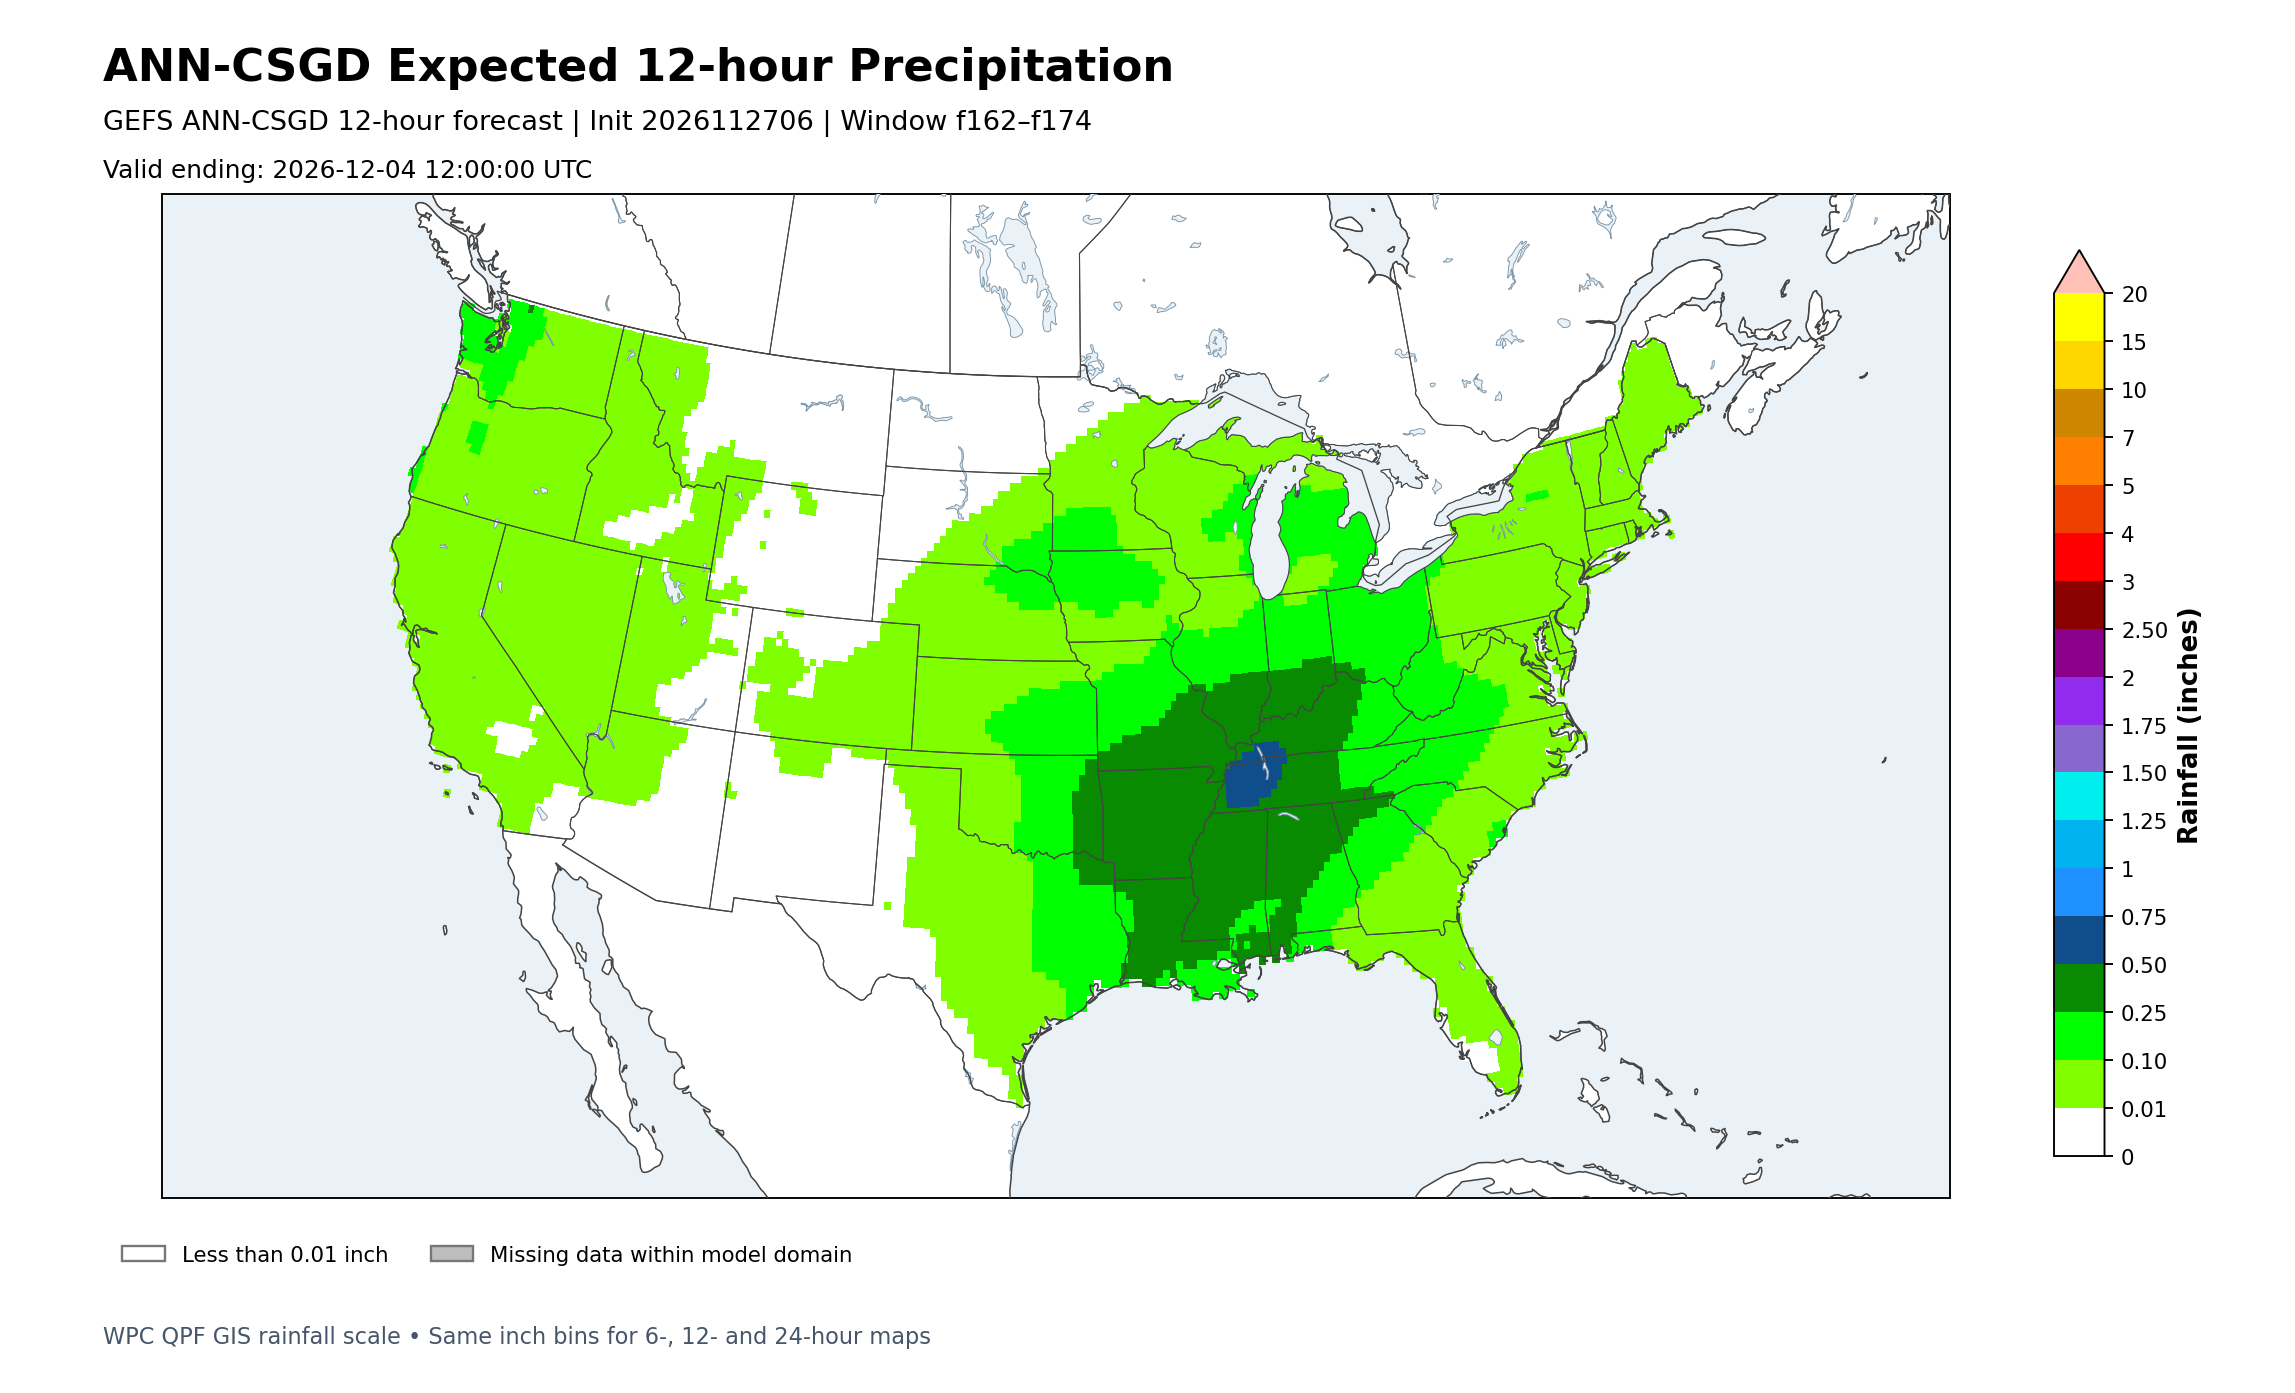 ANN-CSGD Expected 12-hour Precipitation
GEFS ANN-CSGD 12-hour forecast | Init 2026112706 | Window f162–f174
Valid ending: 2026-12-04 12:00:00 UTC
20
15
10
7
5
4
3
2.50
2
1.75
1.50
1.25
1
0.75
0.50
0.25
0.10
0.01
0
Rainfall (inches)
Less than 0.01 inch
Missing data within model domain
WPC QPF GIS rainfall scale • Same inch bins for 6-, 12- and 24-hour maps